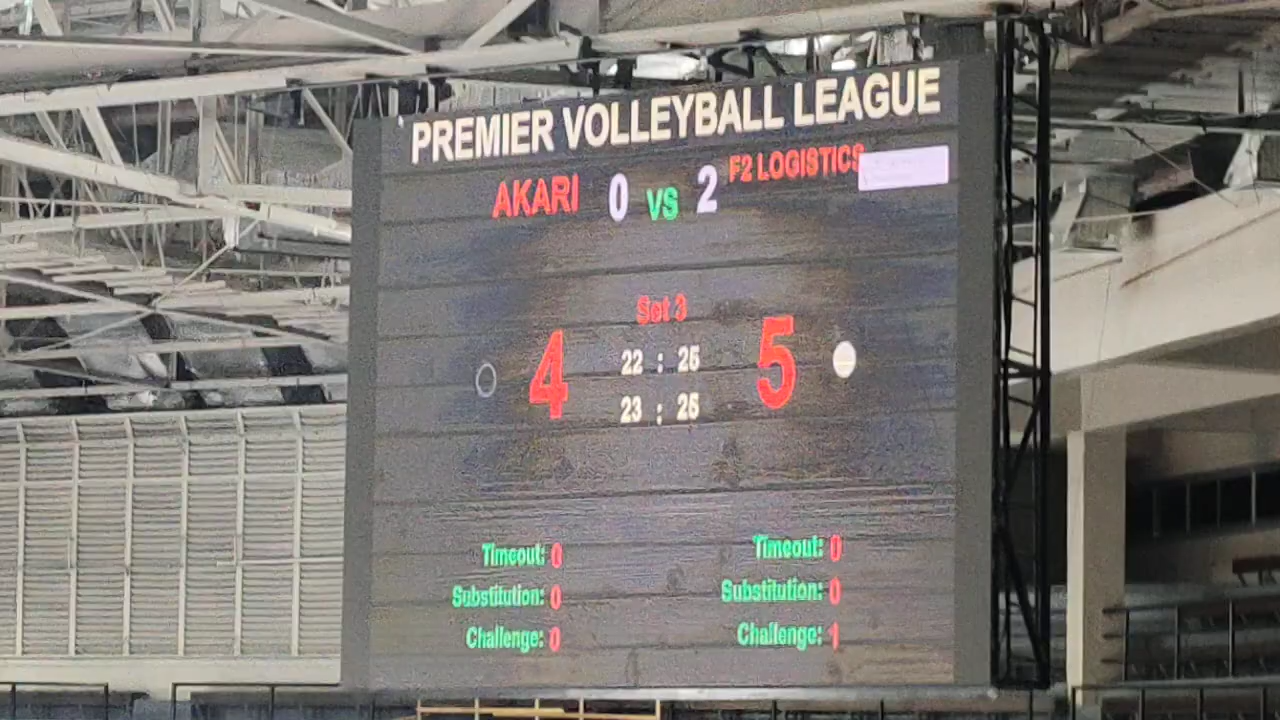 PREMIER VOLLEYBALL LEAGUE
AKARI 0 VS 2 F2 LOGISTICS
Set 3
4 22 : 25 5
23 : 25
Timeout: 0 Timeout: 0
Substitution: 0 Substitution: 0
Challenge: 0 Challenge: 1